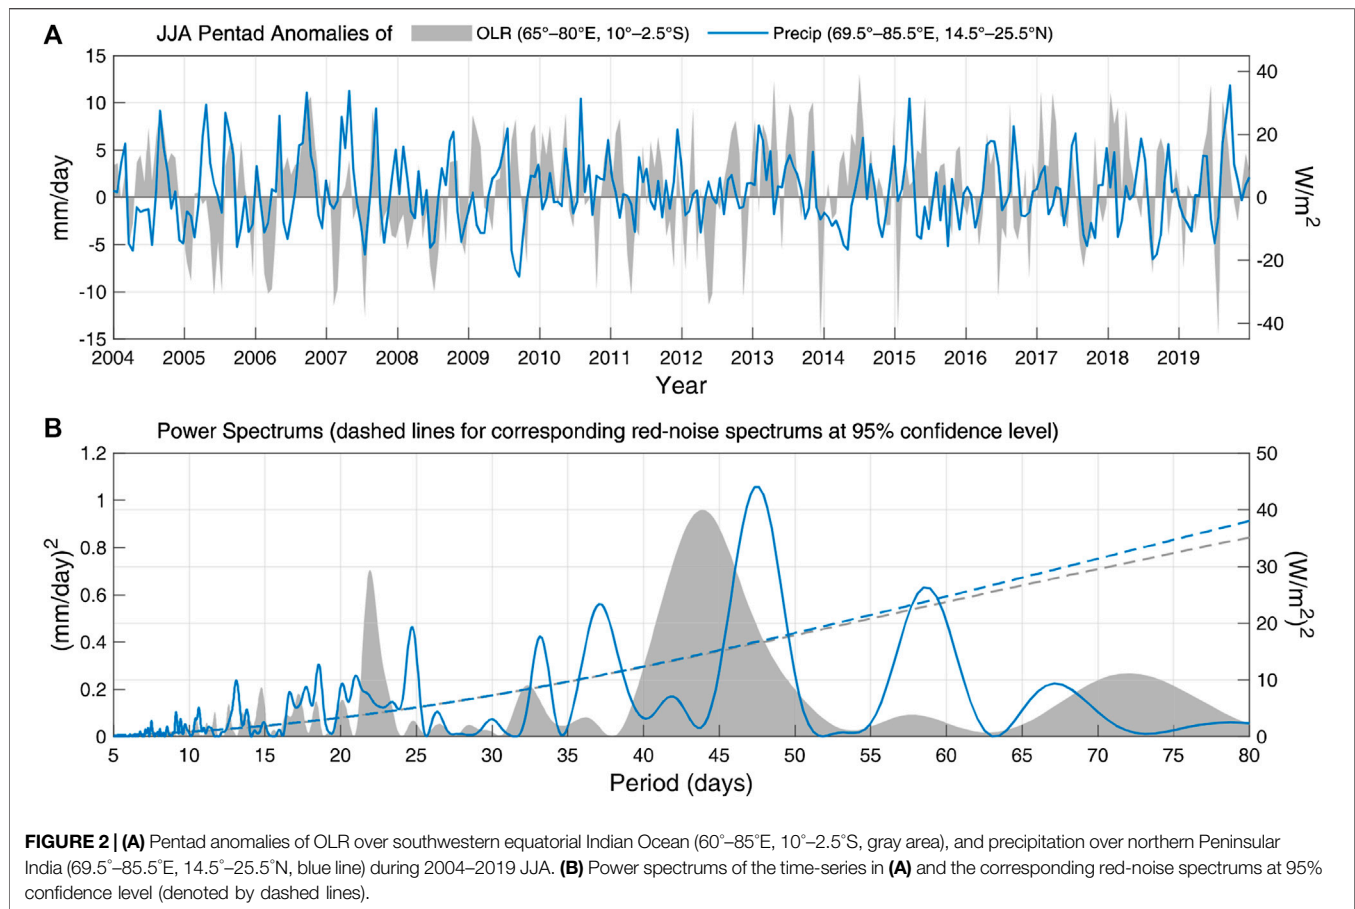 A JJA Pentad Anomalies of OLR (65°–80°E, 10°–2.5°S) Precip (69.5°–85.5°E, 14.5°–25.5°N)
15
10
5
0
-5
-10
-15
mm/day
40
20
0
-20
-40
W/m²
2004 2005 2006 2007 2008 2009 2010 2011 2012 2013 2014 2015 2016 2017 2018 2019
Year
B Power Spectrums (dashed lines for corresponding red-noise spectrums at 95% confidence level)
1.2
1
0.8
0.6
0.4
0.2
0
(mm/day)²
50
40
30
20
10
0
(W/m²)²
5 10 15 20 25 30 35 40 45 50 55 60 65 70 75 80
Period (days)
FIGURE 2 | (A) Pentad anomalies of OLR over southwestern equatorial Indian Ocean (60°–85°E, 10°–2.5°S, gray area), and precipitation over northern Peninsular
India (69.5°–85.5°E, 14.5°–25.5°N, blue line) during 2004–2019 JJA. (B) Power spectrums of the time-series in (A) and the corresponding red-noise spectrums at 95%
confidence level (denoted by dashed lines).